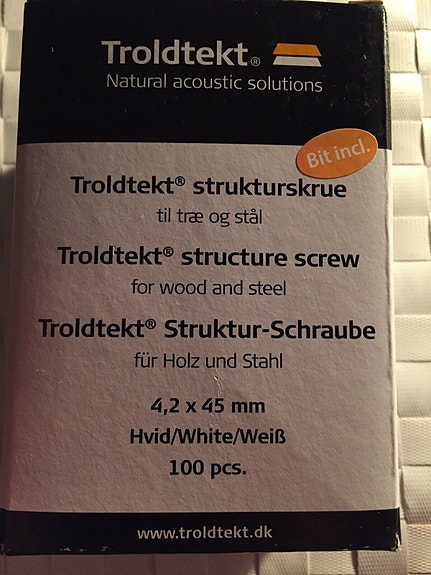 Troldtekt®
Natural acoustic solutions
Bit incl.
Troldtekt® strukturskrue
til træ og stål
Troldtekt® structure screw
for wood and steel
Troldtekt® Struktur-Schraube
für Holz und Stahl
4,2 x 45 mm
Hvid/White/Weiß
100 pcs.
www.troldtekt.dk